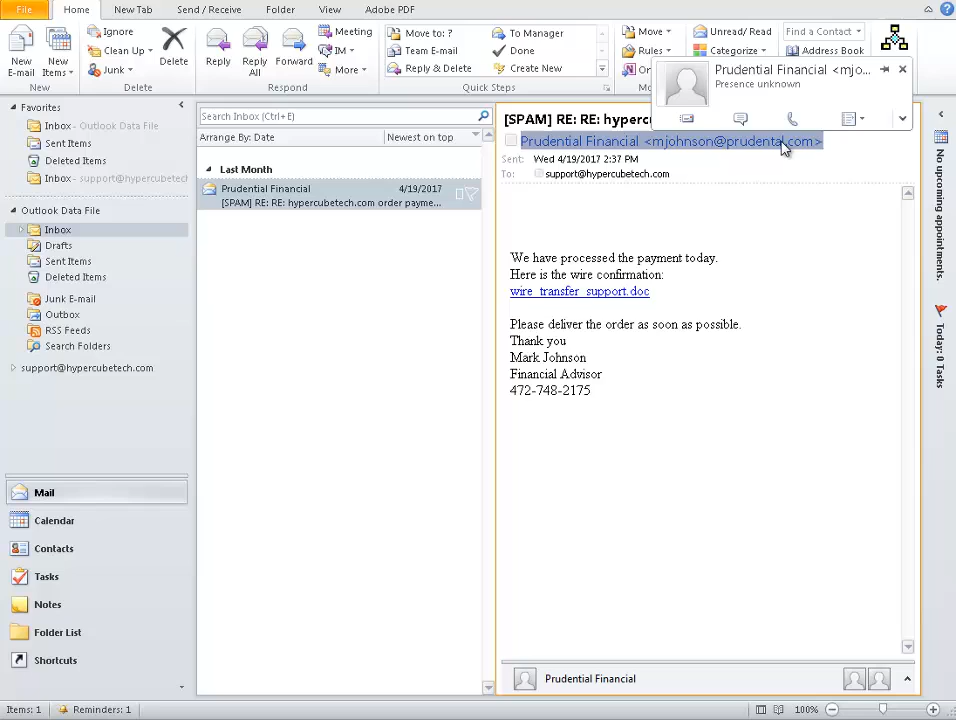 File Home New Tab Send / Receive Folder View Adobe PDF
New E-mail
New Items
New
Ignore
Clean Up
Junk
Delete
Delete
Reply
Reply All
Forward
Meeting
IM
More
Respond
Move to: ?
Team E-mail
Reply & Delete
To Manager
Done
Create New
Quick Steps
Move
Rules
Unread/ Read
Categorize
Find a Contact
Address Book
Prudential Financial <mjo...
Presence unknown
Favorites
Inbox - Outlook Data File
Sent Items
Deleted Items
Inbox - support@hypercubetech
Outlook Data File
Inbox
Drafts
Sent Items
Deleted Items
Junk E-mail
Outbox
RSS Feeds
Search Folders
support@hypercubetech.com
Mail
Calendar
Contacts
Tasks
Notes
Folder List
Shortcuts
Search Inbox (Ctrl+E)
Arrange By: Date Newest on top
Last Month
Prudential Financial 4/19/2017
[SPAM] RE: RE: hypercubetech.com order payme...
[SPAM] RE: RE: hyperc
Prudential Financial <mjohnson@prudental.com>
Sent: Wed 4/19/2017 2:37 PM
To: support@hypercubetech.com
We have processed the payment today.
Here is the wire confirmation:
wire_transfer_support.doc
Please deliver the order as soon as possible.
Thank you
Mark Johnson
Financial Advisor
472-748-2175
Prudential Financial
No upcoming appointments.
Today: 0 Tasks
Items: 1 Reminders: 1 100%